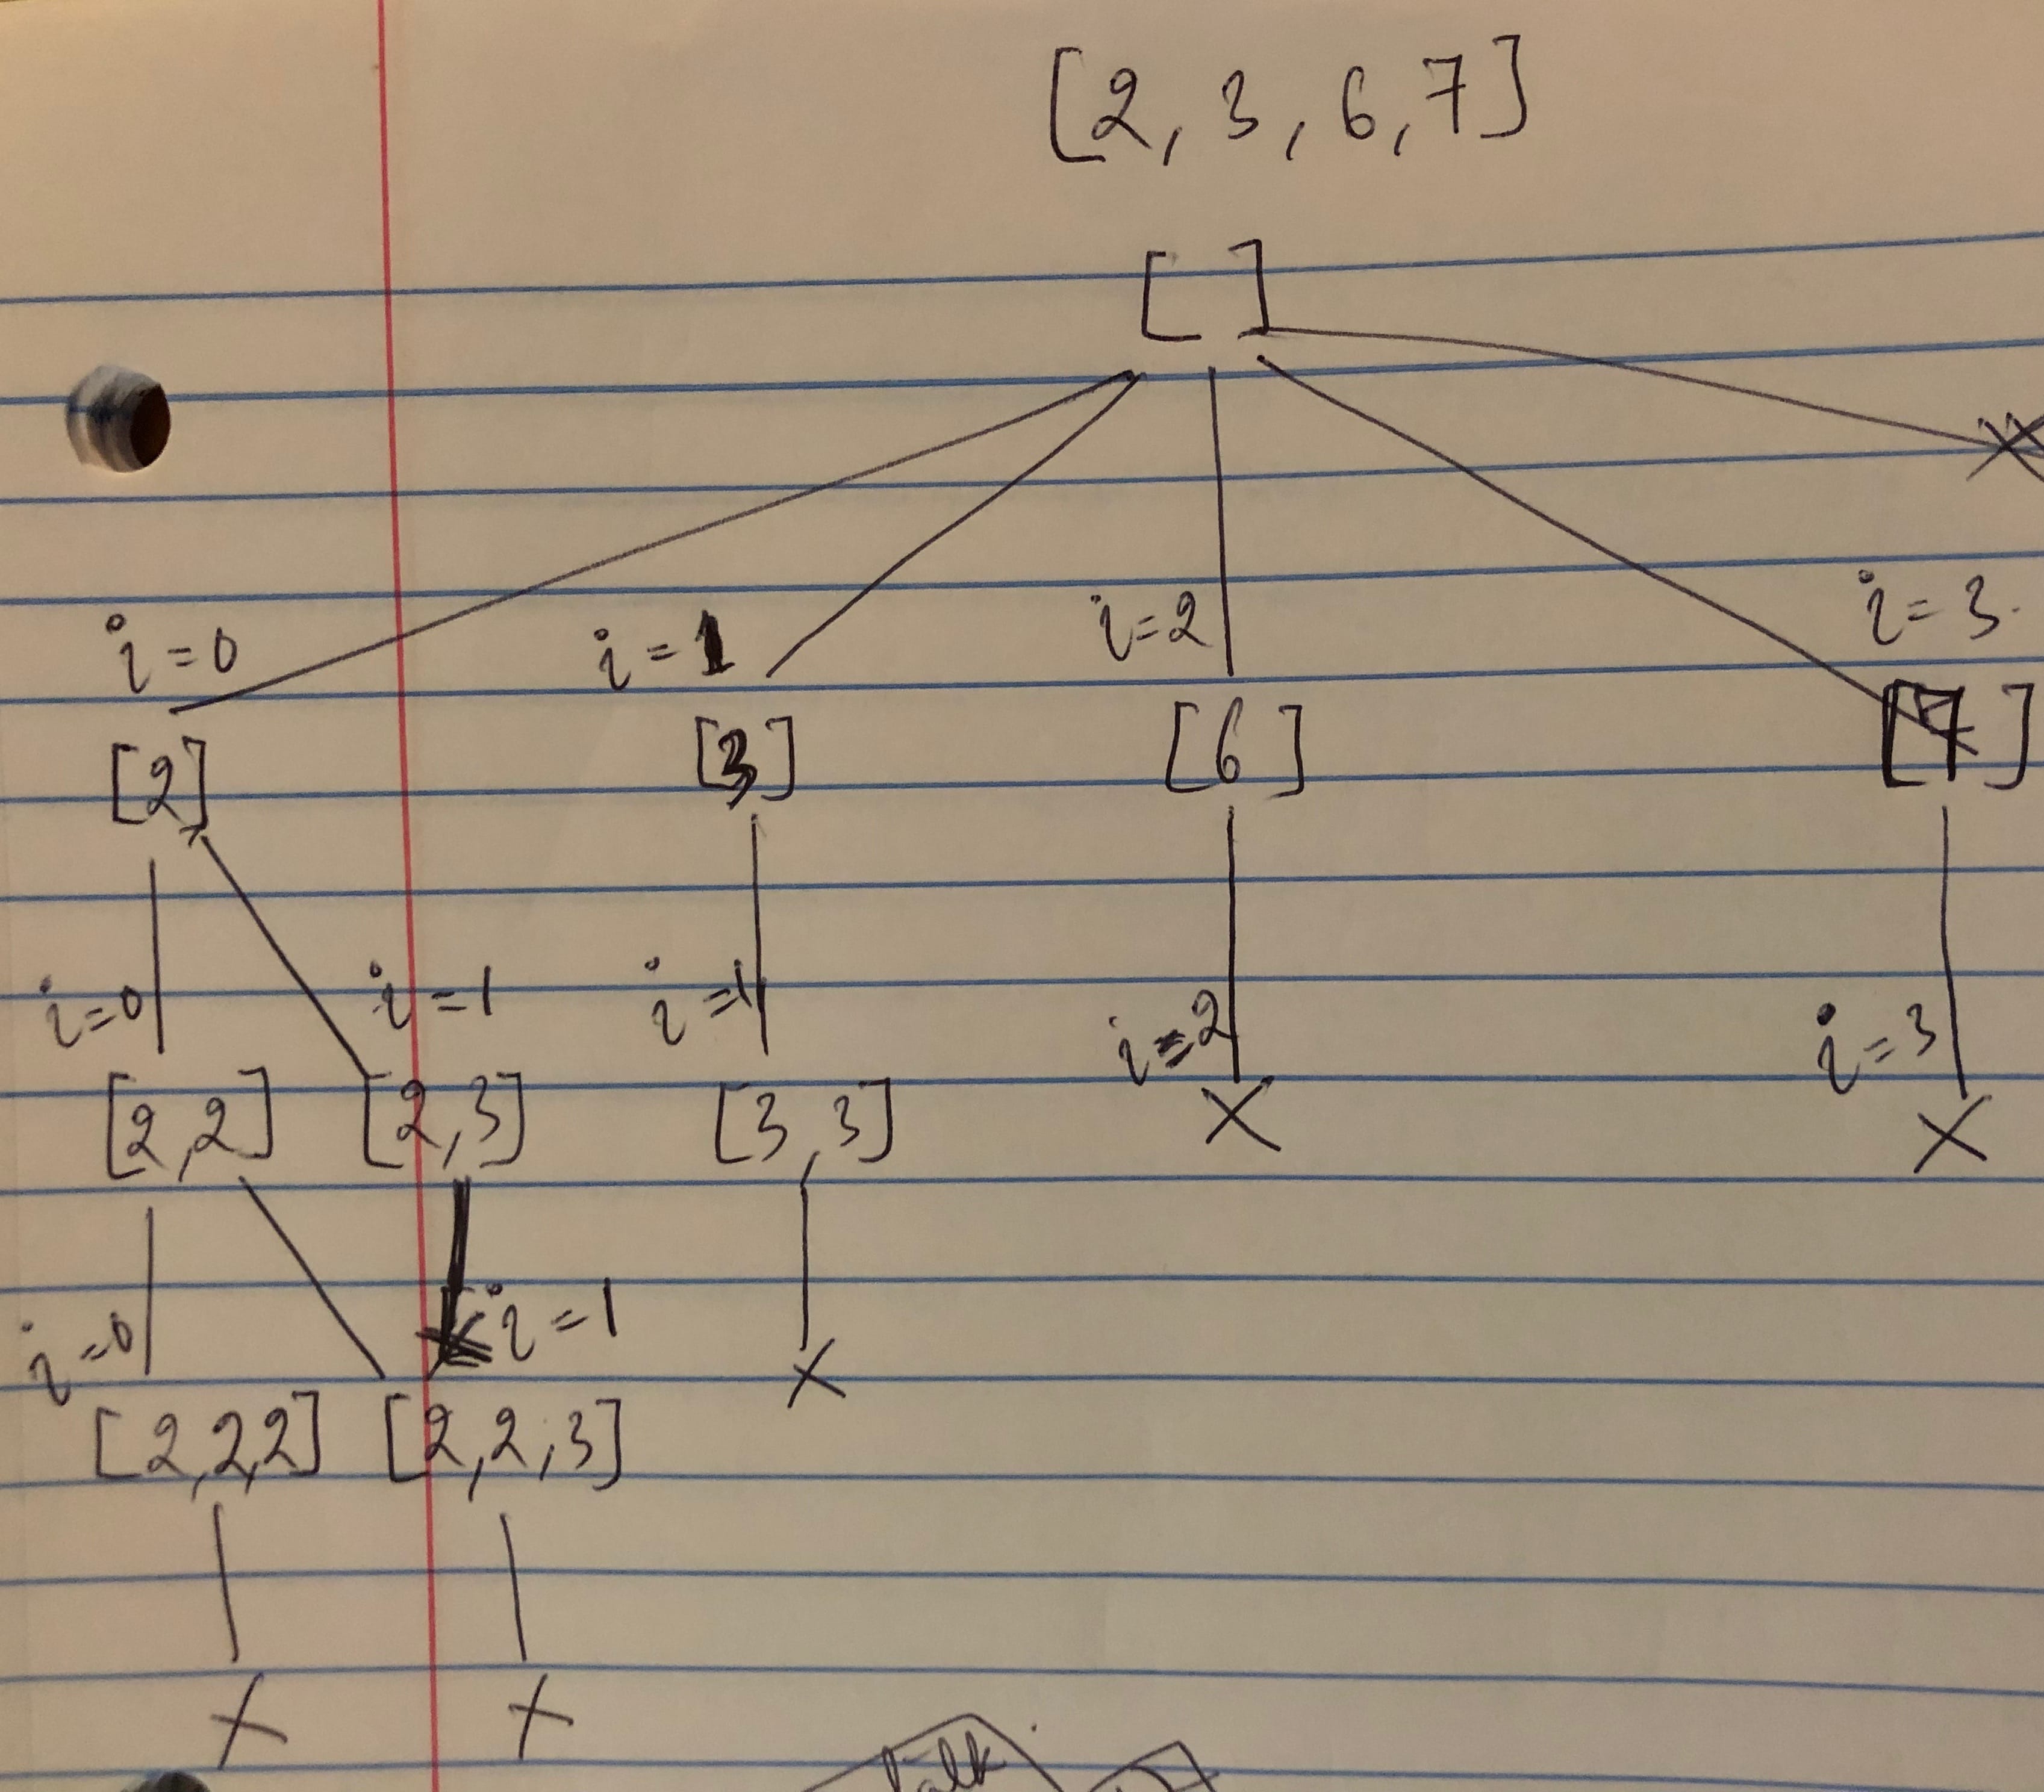 [2, 3, 6, 7]
[ ]
i=0 i=1 i=2 i=3
[2] [3] [6] [7]
i=0 i=1 i=1 i=2 i=3
[2,2] [2,3] [3,3] X X
i=0 i=1 X
[2,2,2] [2,2,3]
X X